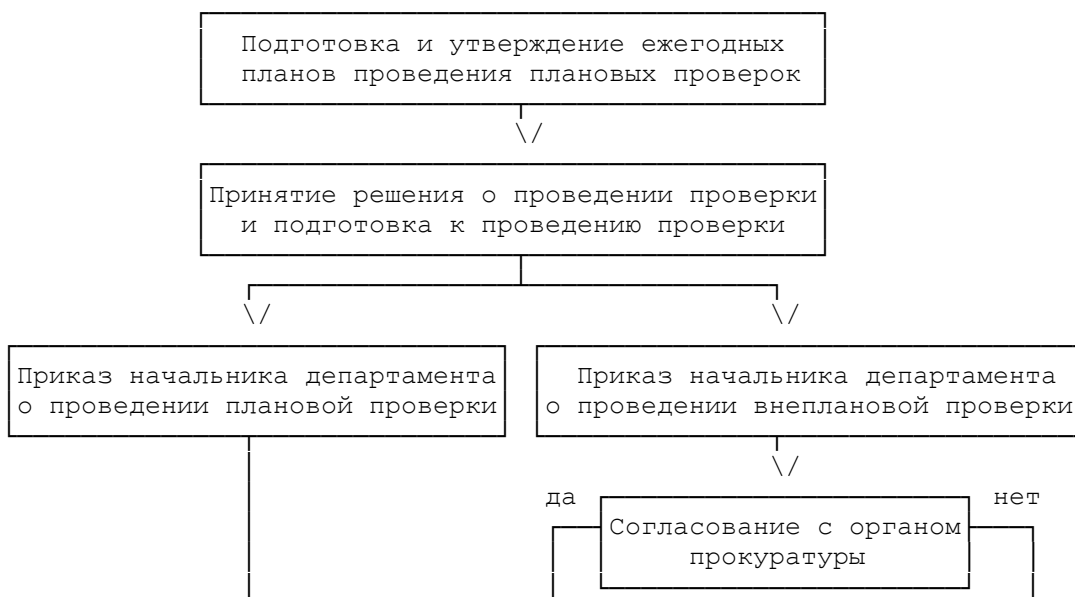 Подготовка и утверждение ежегодных
планов проведения плановых проверок
Принятие решения о проведении проверки
и подготовка к проведению проверки
Приказ начальника департамента
о проведении плановой проверки
Приказ начальника департамента
о проведении внеплановой проверки
да
нет
Согласование с органом
прокуратуры